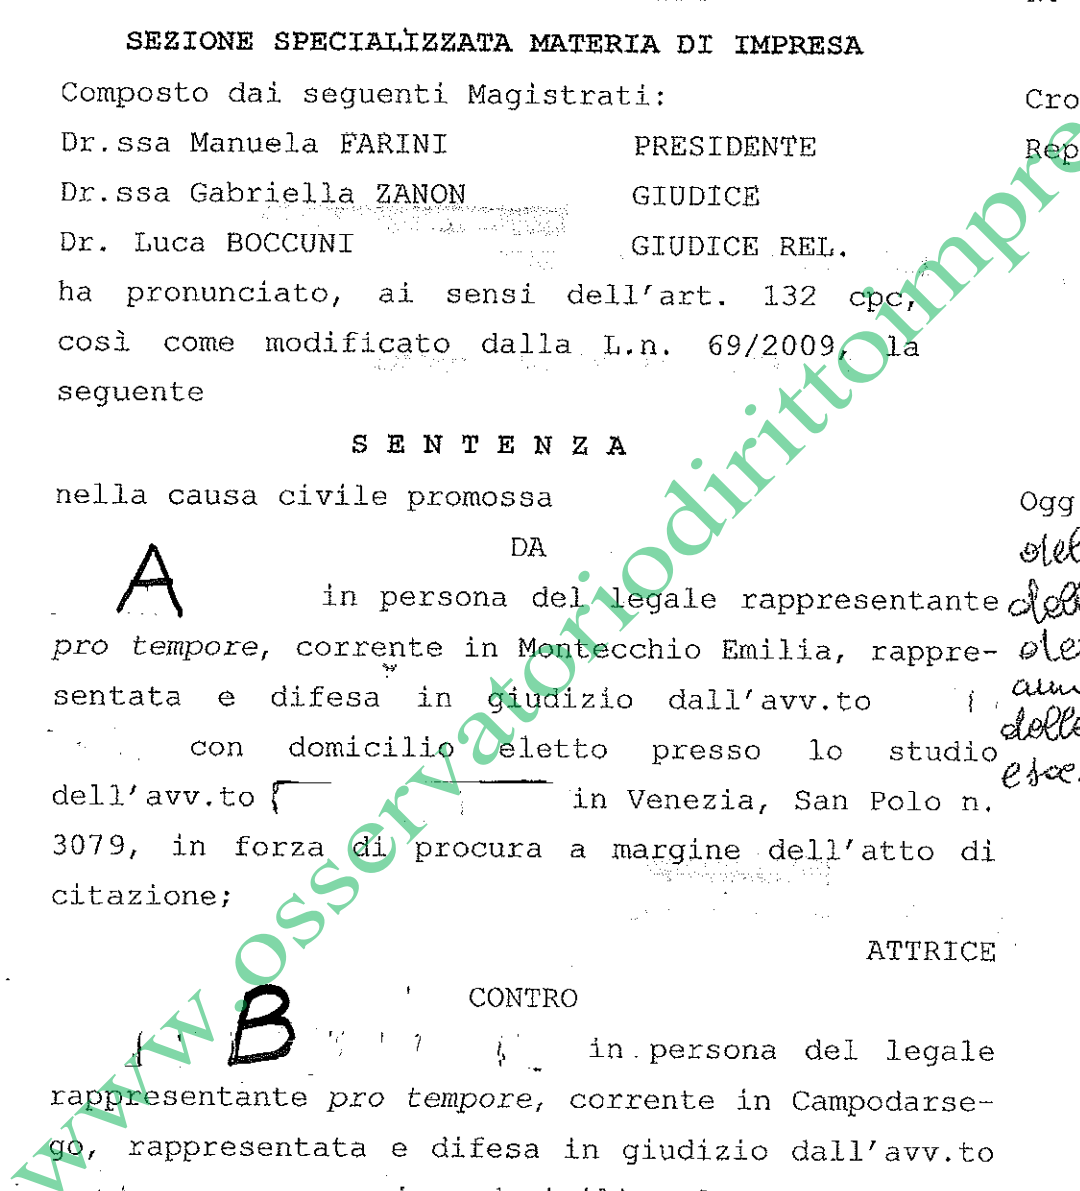 SEZIONE SPECIALIZZATA MATERIA DI IMPRESA
Composto dai seguenti Magistrati:
Cro
Dr.ssa Manuela FARINI PRESIDENTE
Rep
Dr.ssa Gabriella ZANON GIUDICE
Dr. Luca BOCCUNI GIUDICE REL.
ha pronunciato, ai sensi dell'art. 132 cpc,
così come modificato dalla L.n. 69/2009, la
seguente
S E N T E N Z A
nella causa civile promossa
Ogg
DA
A in persona del legale rappresentante
pro tempore, corrente in Montecchio Emilia, rappre-
sentata e difesa in giudizio dall'avv.to
con domicilio eletto presso lo studio
dell'avv.to in Venezia, San Polo n.
3079, in forza di procura a margine dell'atto di
citazione;
ATTRICE
CONTRO
B in persona del legale
rappresentante pro tempore, corrente in Campodarse-
go, rappresentata e difesa in giudizio dall'avv.to
www.osservatoriodirittoimpre